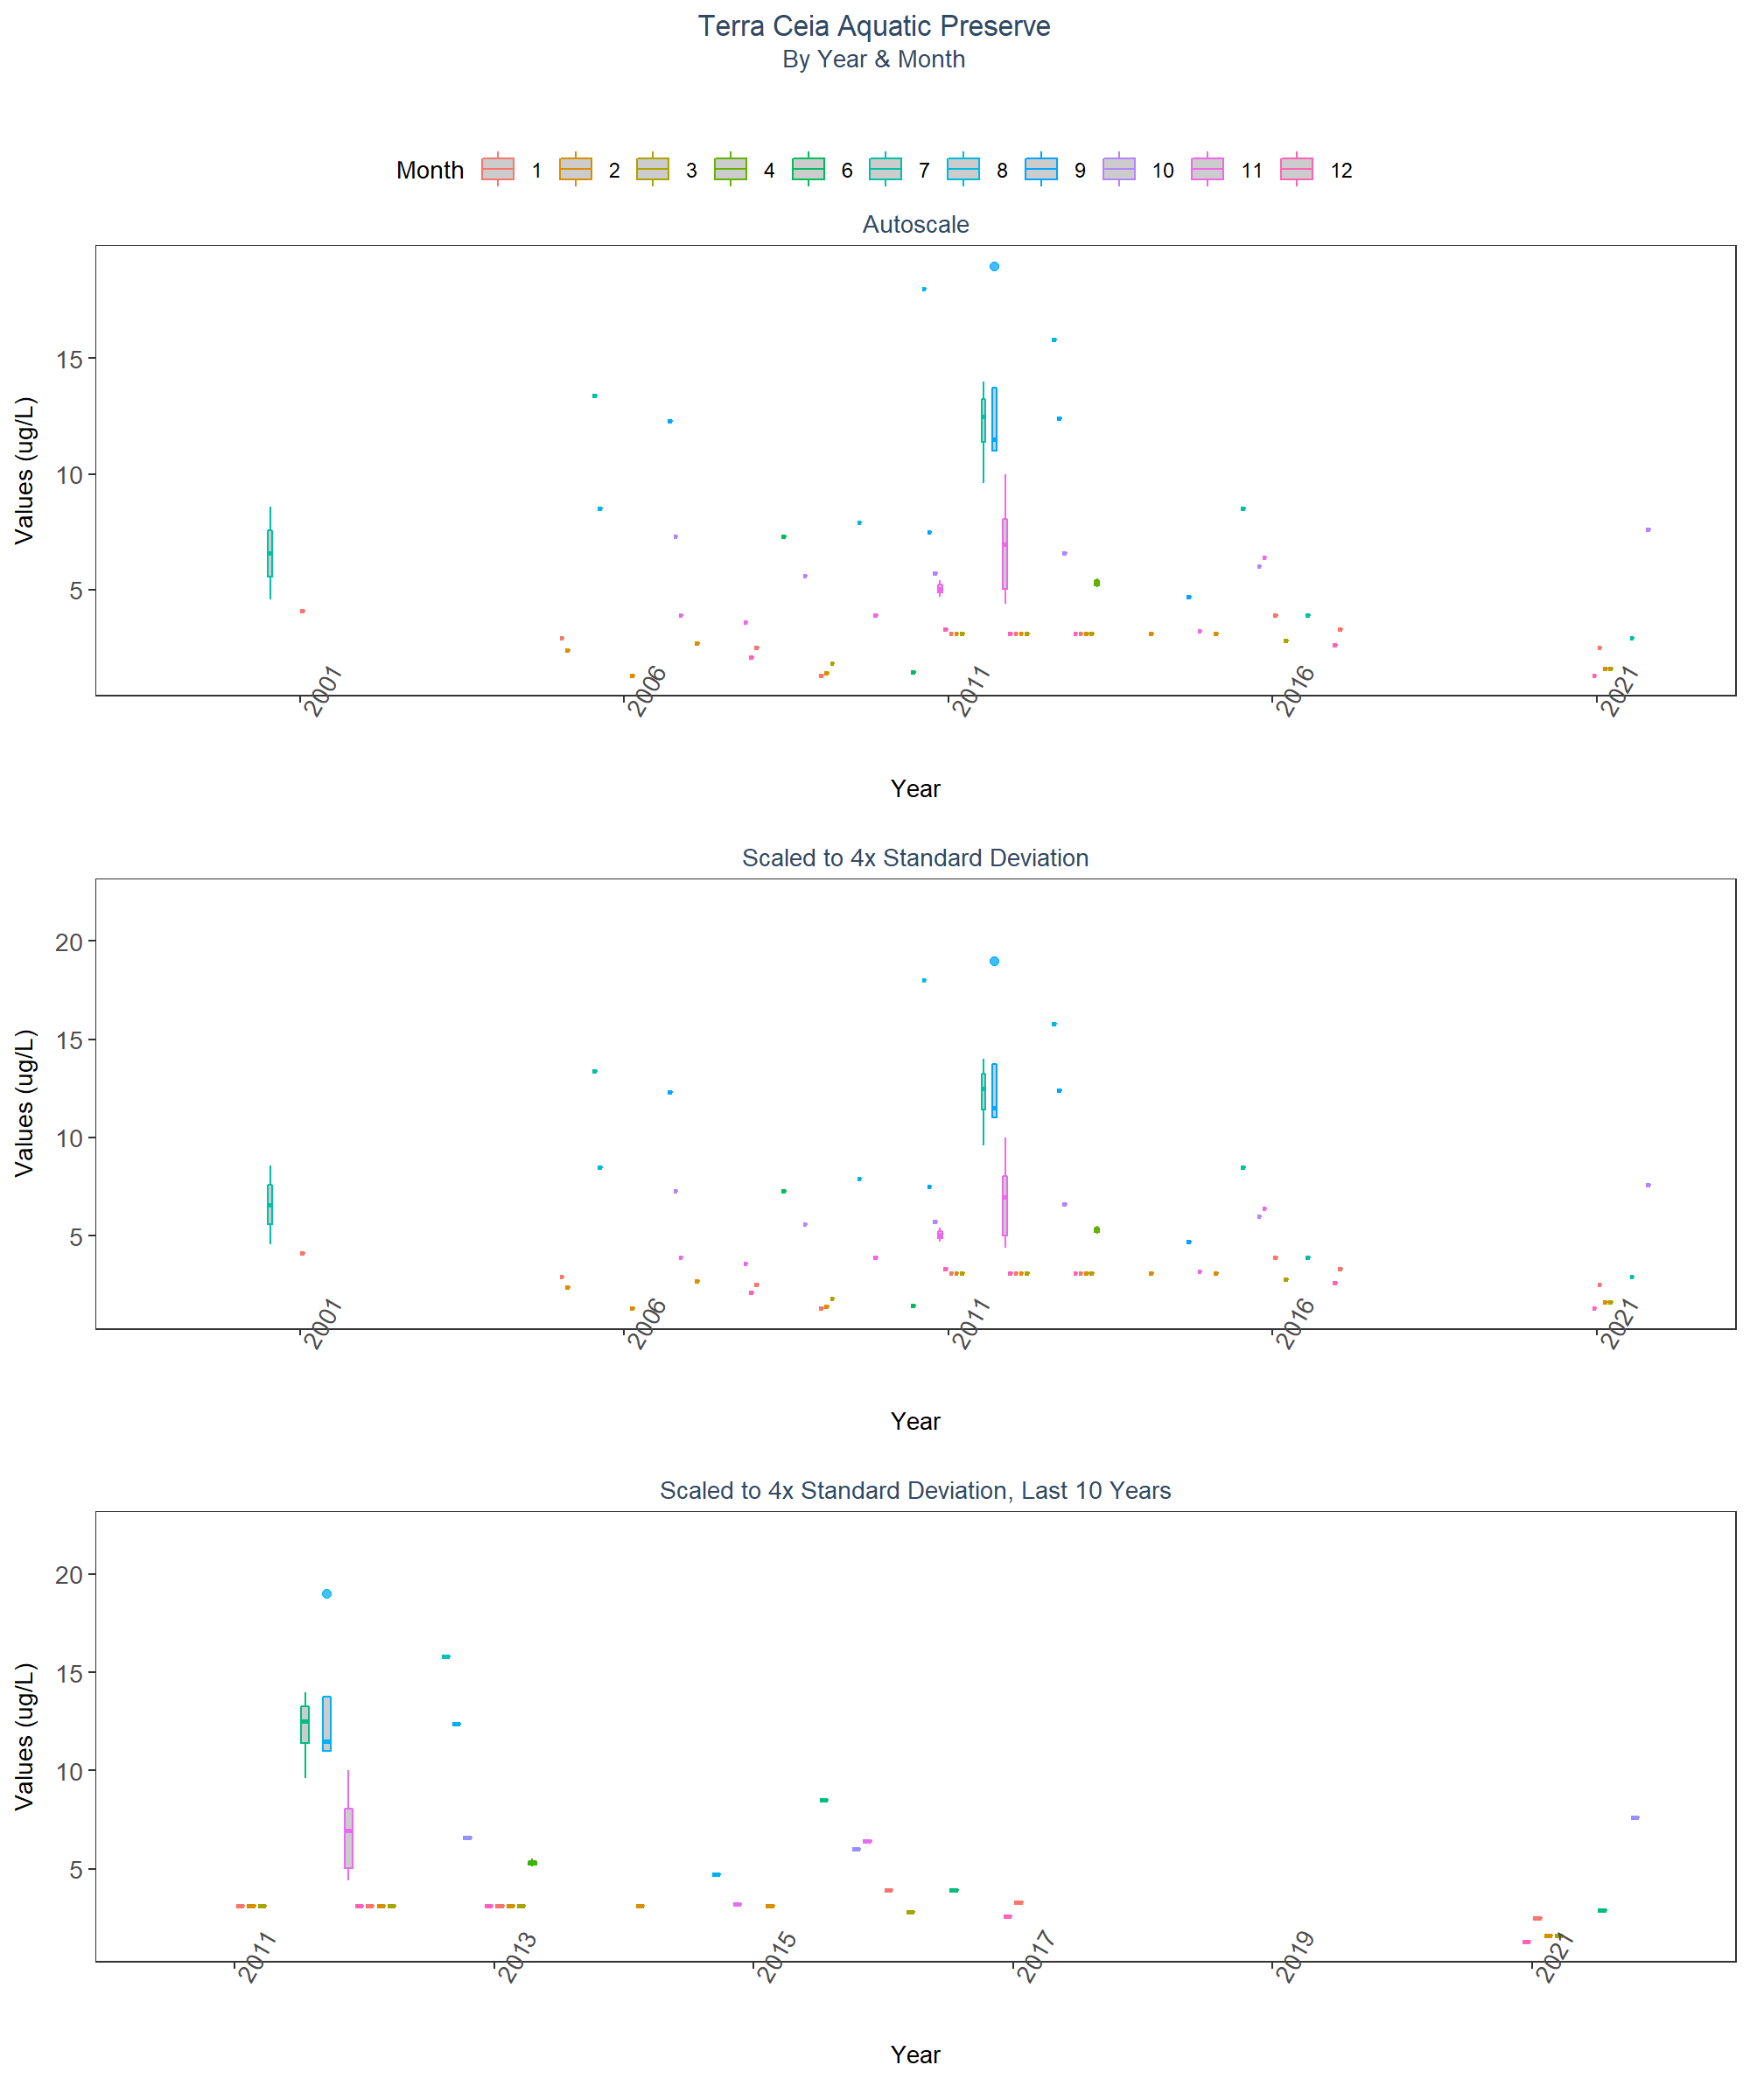 Terra Ceia Aquatic Preserve
By Year & Month
Month 1 2 3 4 6 7 8 9 10 11 12
Autoscale
Values (ug/L)
15
10
5
2001 2006 2011 2016 2021
Year
Scaled to 4x Standard Deviation
Values (ug/L)
20
15
10
5
2001 2006 2011 2016 2021
Year
Scaled to 4x Standard Deviation, Last 10 Years
Values (ug/L)
20
15
10
5
2011 2013 2015 2017 2019 2021
Year